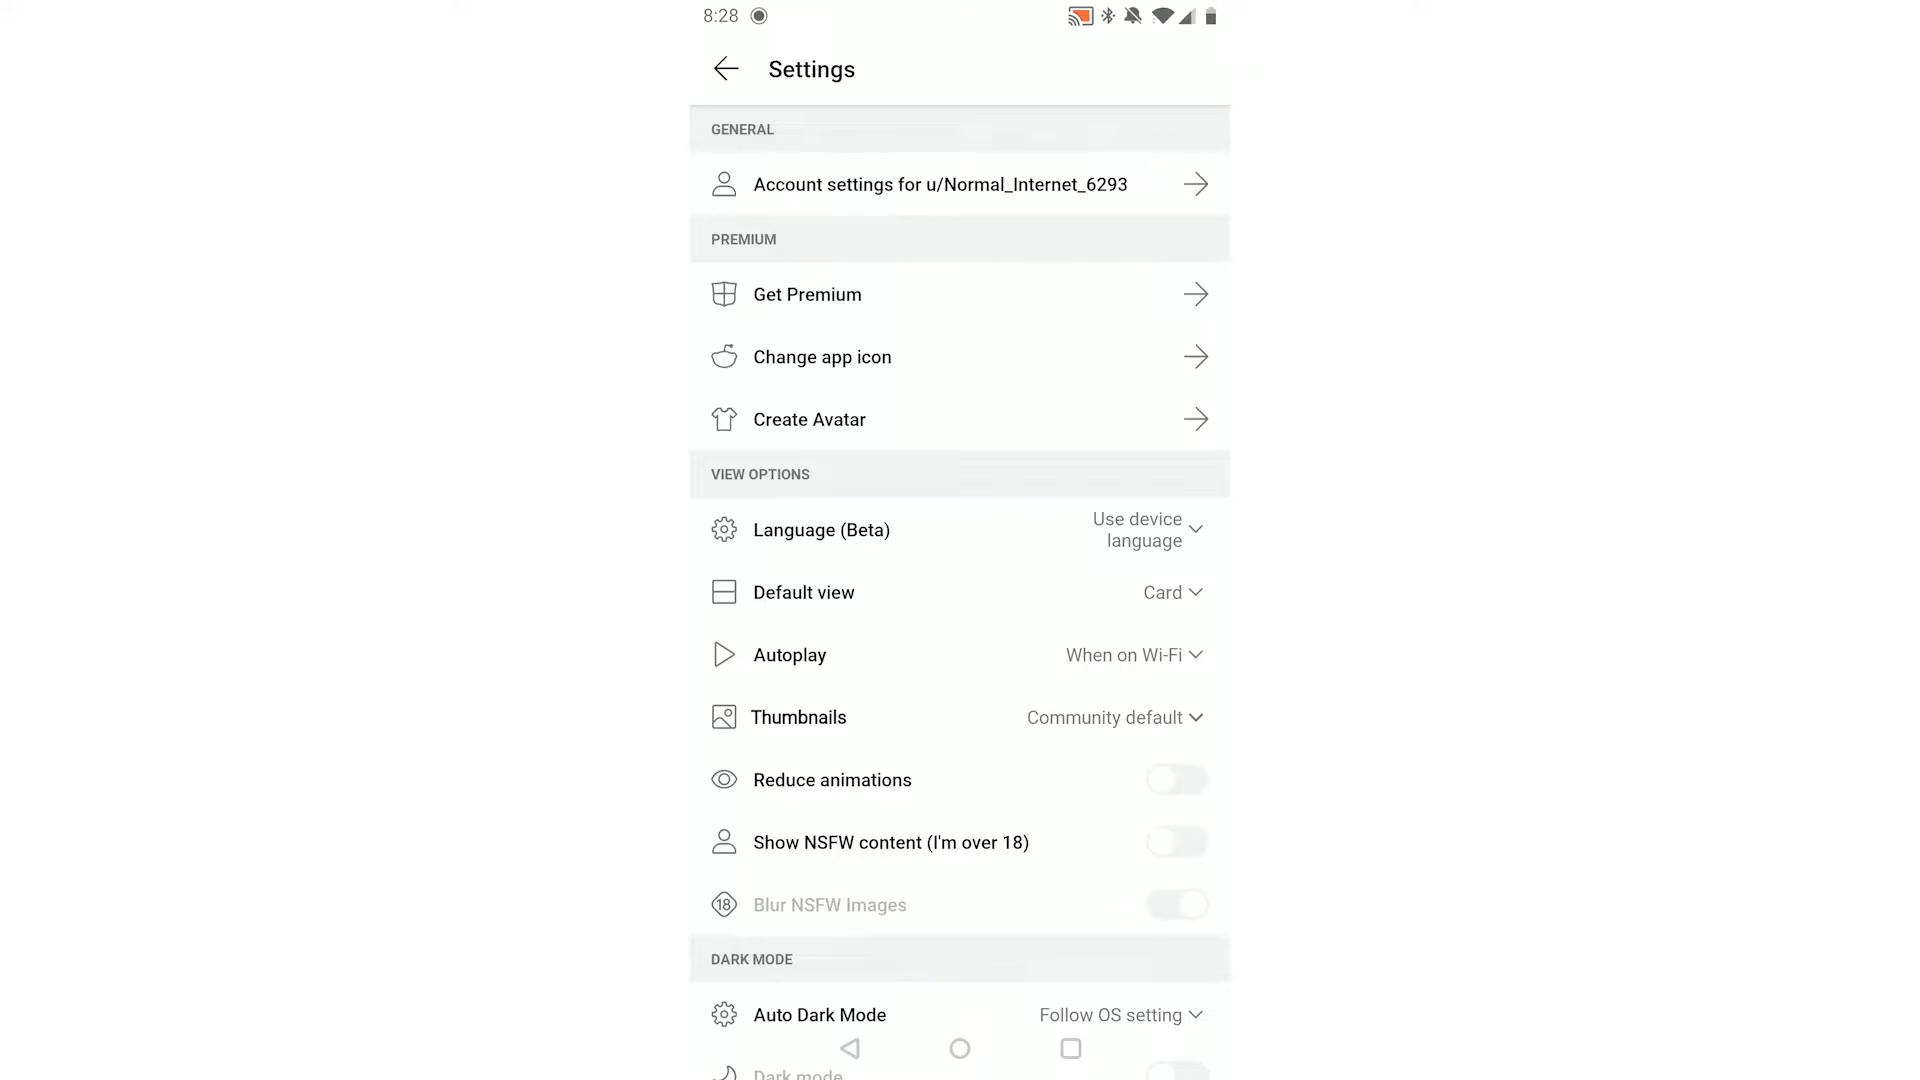 8:28
Settings
GENERAL
Account settings for u/Normal_Internet_6293
PREMIUM
Get Premium
Change app icon
Create Avatar
VIEW OPTIONS
Language (Beta) Use device language
Default view Card
Autoplay When on Wi-Fi
Thumbnails Community default
Reduce animations
Show NSFW content (I'm over 18)
18 Blur NSFW Images
DARK MODE
Auto Dark Mode Follow OS setting
Dark mode